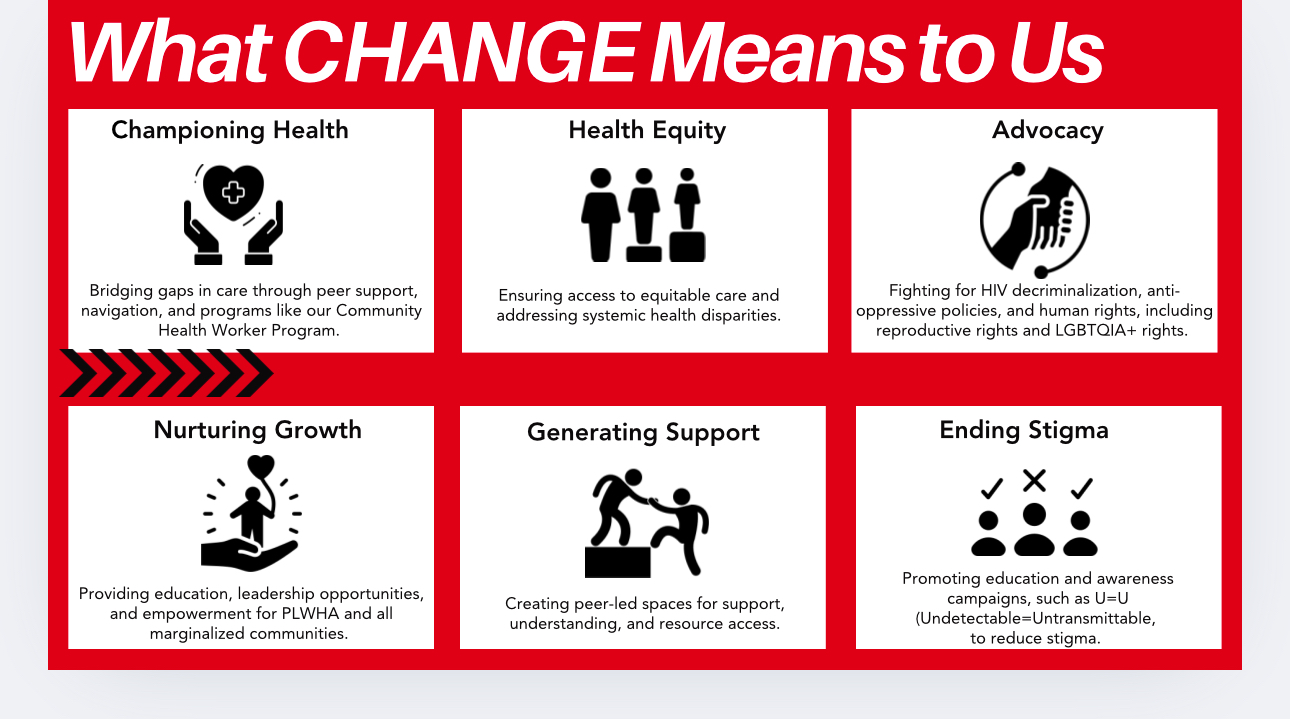 What CHANGE Means to Us
Championing Health
Bridging gaps in care through peer support,
navigation, and programs like our Community
Health Worker Program.
Health Equity
Ensuring access to equitable care and
addressing systemic health disparities.
Advocacy
Fighting for HIV decriminalization, anti-
oppressive policies, and human rights, including
reproductive rights and LGBTQIA+ rights.
Nurturing Growth
Providing education, leadership opportunities,
and empowerment for PLWHA and all
marginalized communities.
Generating Support
Creating peer-led spaces for support,
understanding, and resource access.
Ending Stigma
Promoting education and awareness
campaigns, such as U=U
(Undetectable=Untransmittable,
to reduce stigma.